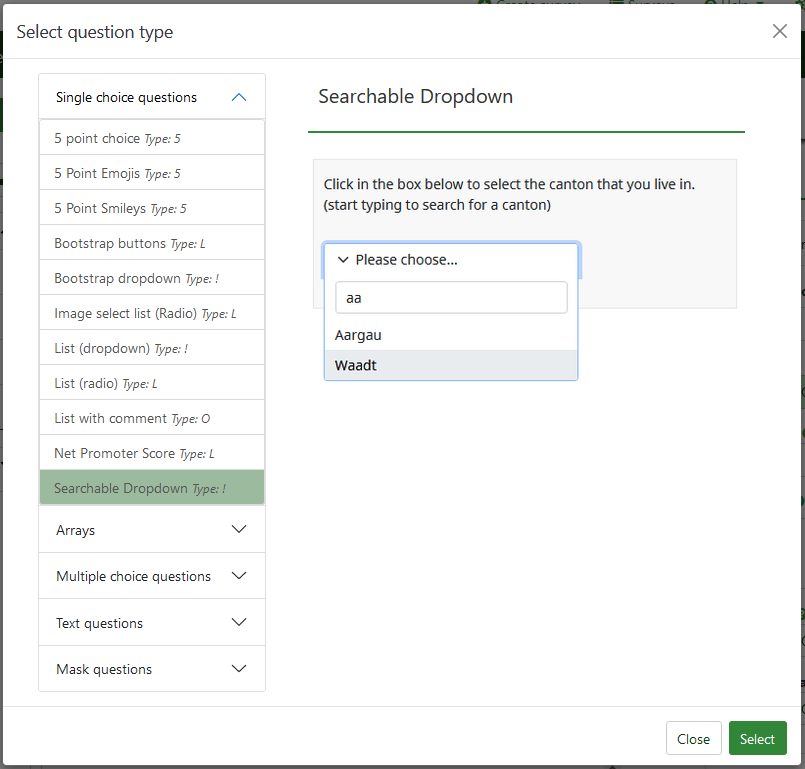 Select question type
Single choice questions
5 point choice Type: 5
5 Point Emojis Type: 5
5 Point Smileys Type: 5
Bootstrap buttons Type: L
Bootstrap dropdown Type: !
Image select list (Radio) Type: L
List (dropdown) Type: !
List (radio) Type: L
List with comment Type: O
Net Promoter Score Type: L
Searchable Dropdown Type: !
Arrays
Multiple choice questions
Text questions
Mask questions
Searchable Dropdown
Click in the box below to select the canton that you live in.
(start typing to search for a canton)
Please choose...
aa
Aargau
Waadt
Close
Select